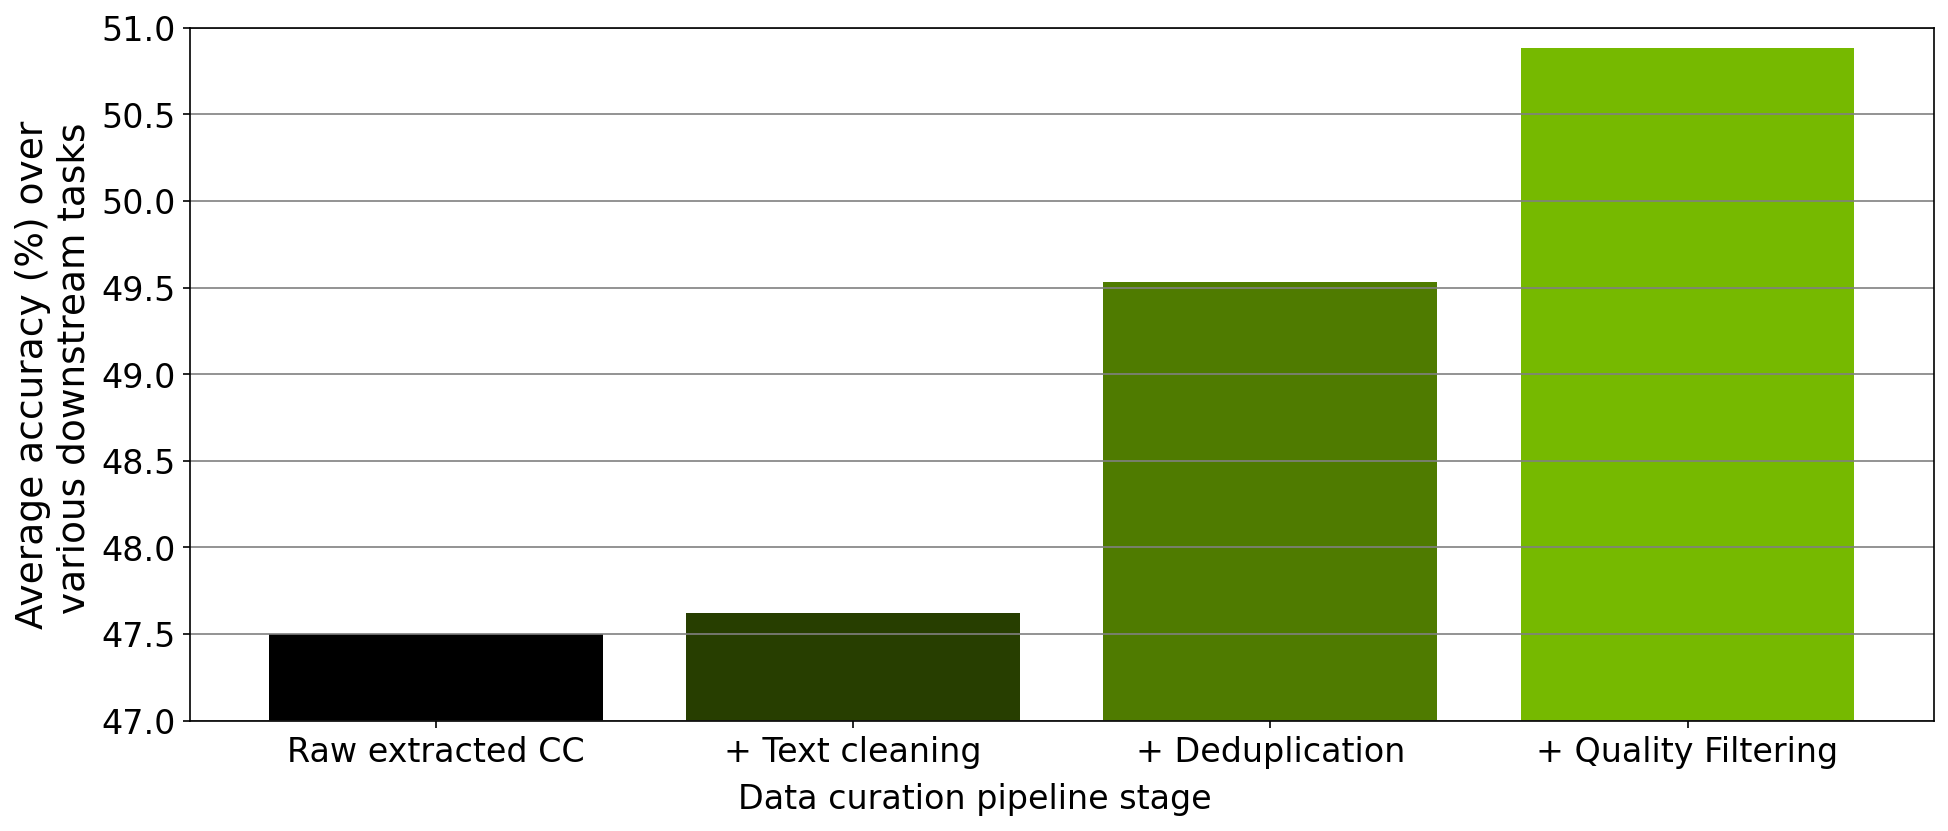 Average accuracy (%) over
various downstream tasks
51.0
50.5
50.0
49.5
49.0
48.5
48.0
47.5
47.0
Raw extracted CC
+ Text cleaning
+ Deduplication
+ Quality Filtering
Data curation pipeline stage